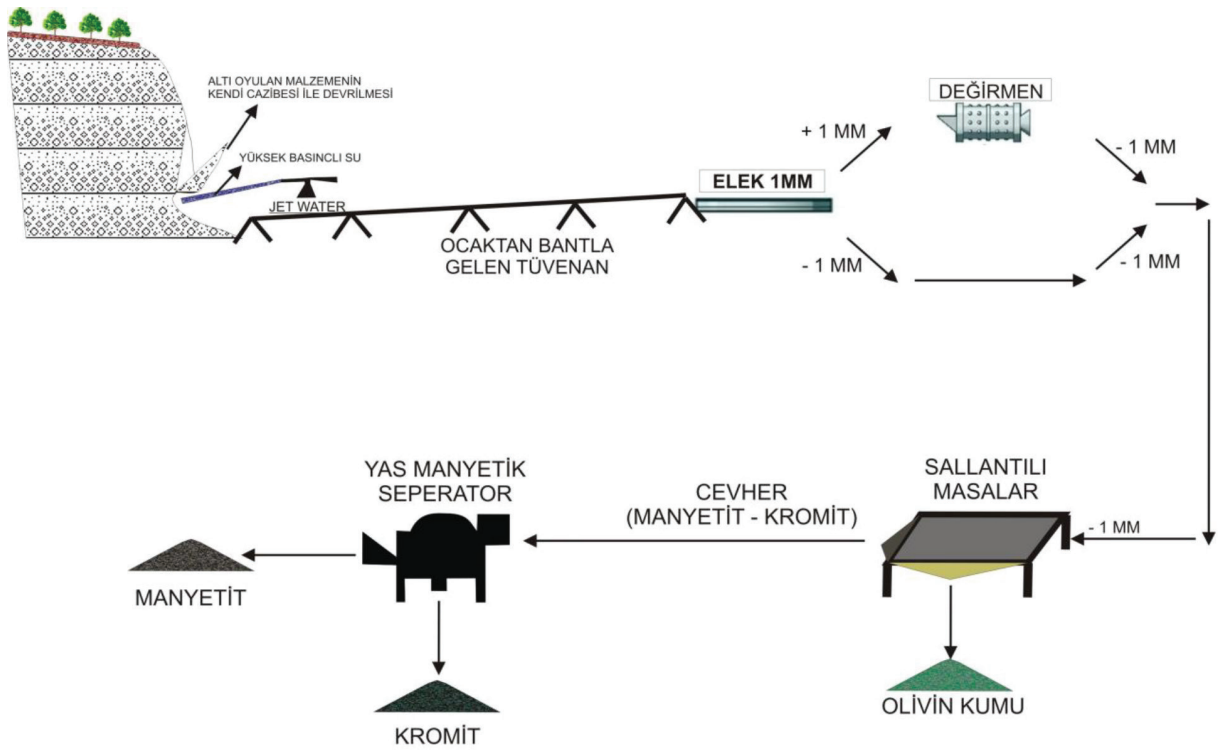 ALTI OYULAN MALZEMENİN
KENDİ CAZİBESİ İLE DEVRİLMESİ
YÜKSEK BASINCLI SU
JET WATER
OCAKTAN BANTLA
GELEN TÜVENAN
ELEK 1MM
+ 1 MM
DEĞİRMEN
- 1 MM
- 1 MM
- 1 MM
YAS MANYETİK
SEPERATOR
CEVHER
(MANYETİT - KROMİT)
SALLANTILI
MASALAR
- 1 MM
MANYETİT
KROMİT
OLİVİN KUMU